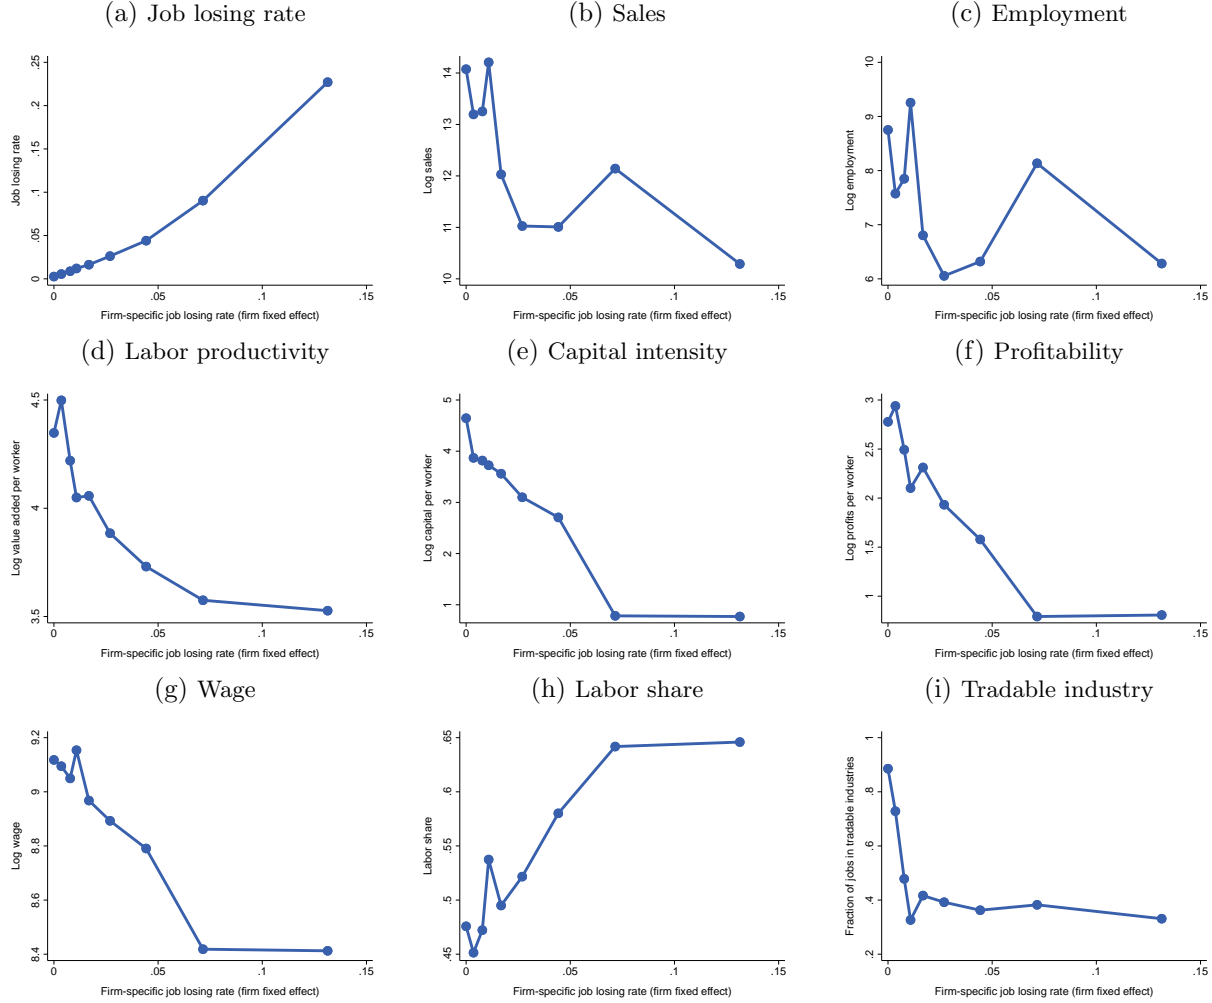 (a) Job losing rate
.25
.2
.15
.1
.05
0
Job losing rate
0 .05 .1 .15
Firm-specific job losing rate (firm fixed effect)
(b) Sales
14
13
12
11
10
Log sales
0 .05 .1 .15
Firm-specific job losing rate (firm fixed effect)
(c) Employment
10
9
8
7
6
Log employment
0 .05 .1 .15
Firm-specific job losing rate (firm fixed effect)
(d) Labor productivity
4.5
4
3.5
Log value added per worker
0 .05 .1 .15
Firm-specific job losing rate (firm fixed effect)
(e) Capital intensity
5
4
3
2
1
Log capital per worker
0 .05 .1 .15
Firm-specific job losing rate (firm fixed effect)
(f) Profitability
3
2.5
2
1.5
1
Log profits per worker
0 .05 .1 .15
Firm-specific job losing rate (firm fixed effect)
(g) Wage
9.2
9
8.8
8.6
8.4
Log wage
0 .05 .1 .15
Firm-specific job losing rate (firm fixed effect)
(h) Labor share
.65
.6
.55
.5
.45
Labor share
0 .05 .1 .15
Firm-specific job losing rate (firm fixed effect)
(i) Tradable industry
1
.8
.6
.4
.2
Fraction of jobs in tradable industries
0 .05 .1 .15
Firm-specific job losing rate (firm fixed effect)